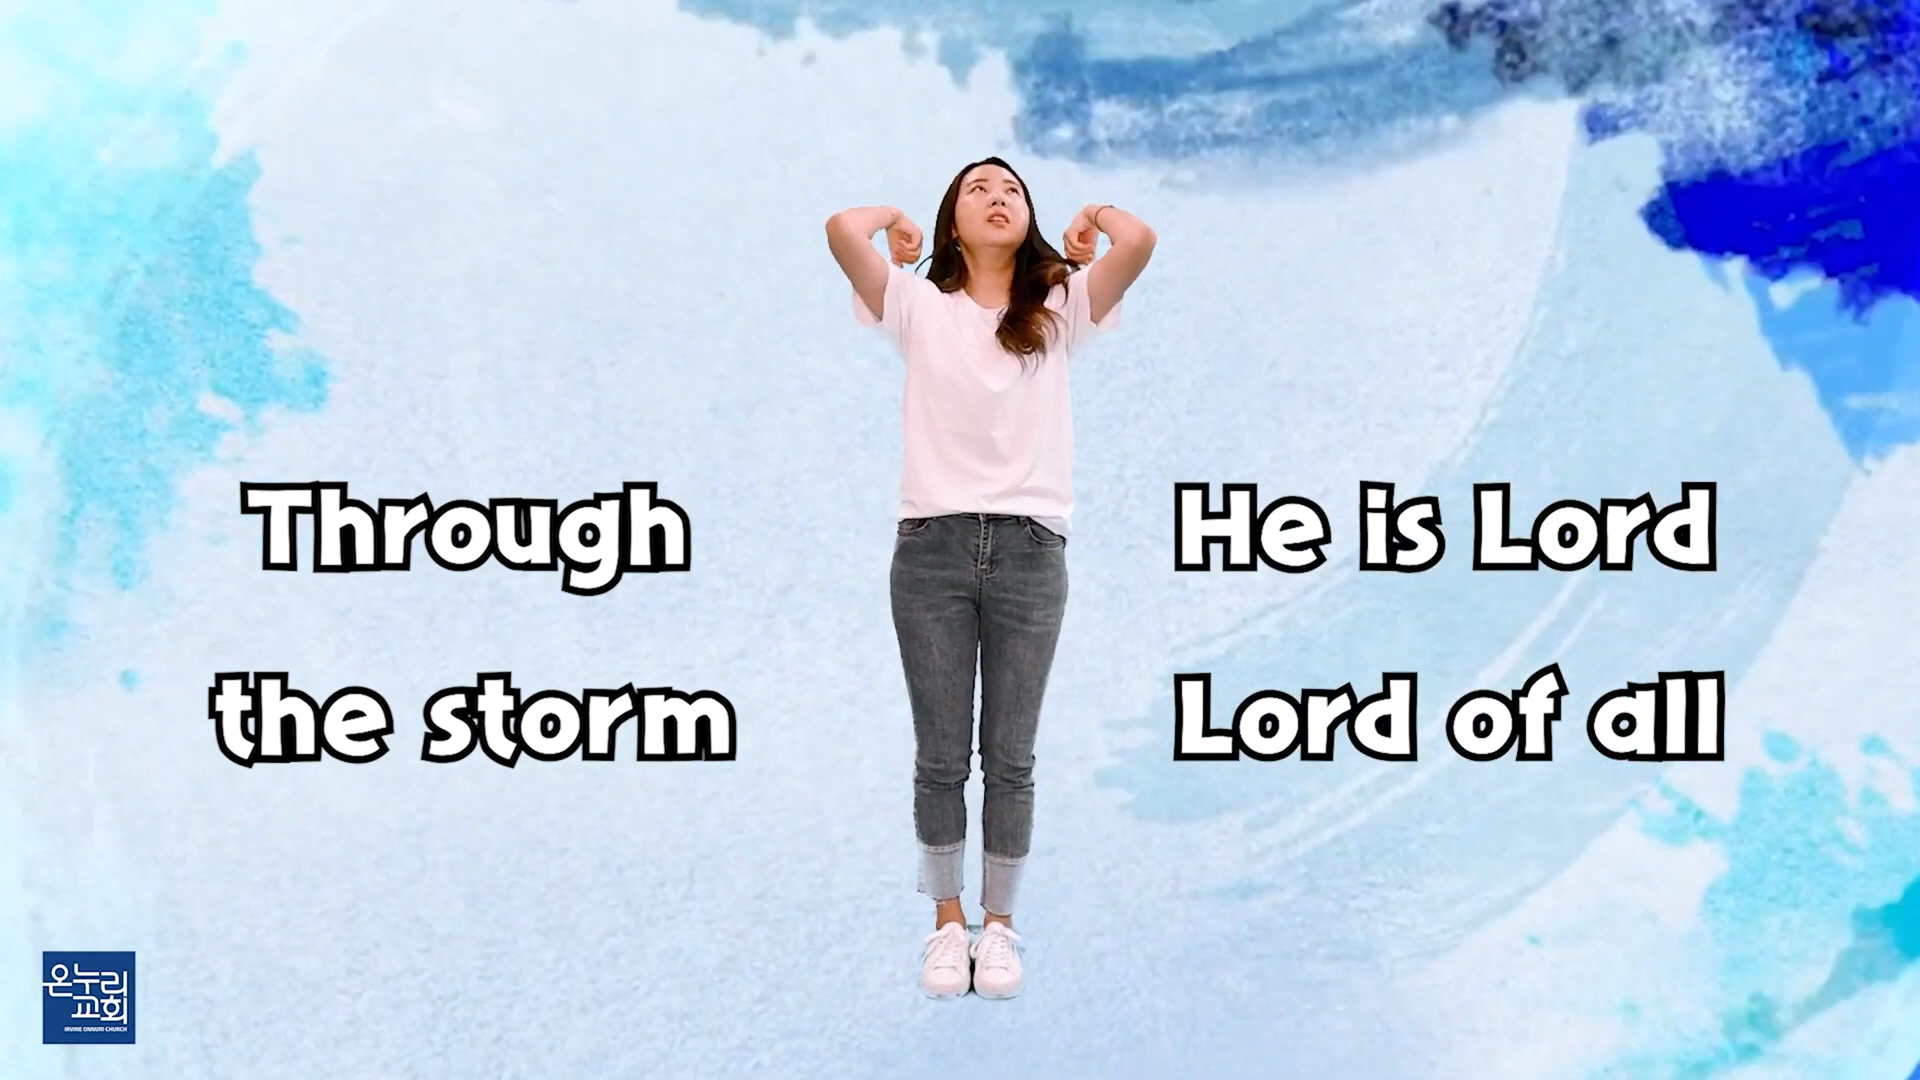 Through
the storm
He is Lord
Lord of all
온누리
교회
IRVINE ONNURI CHURCH